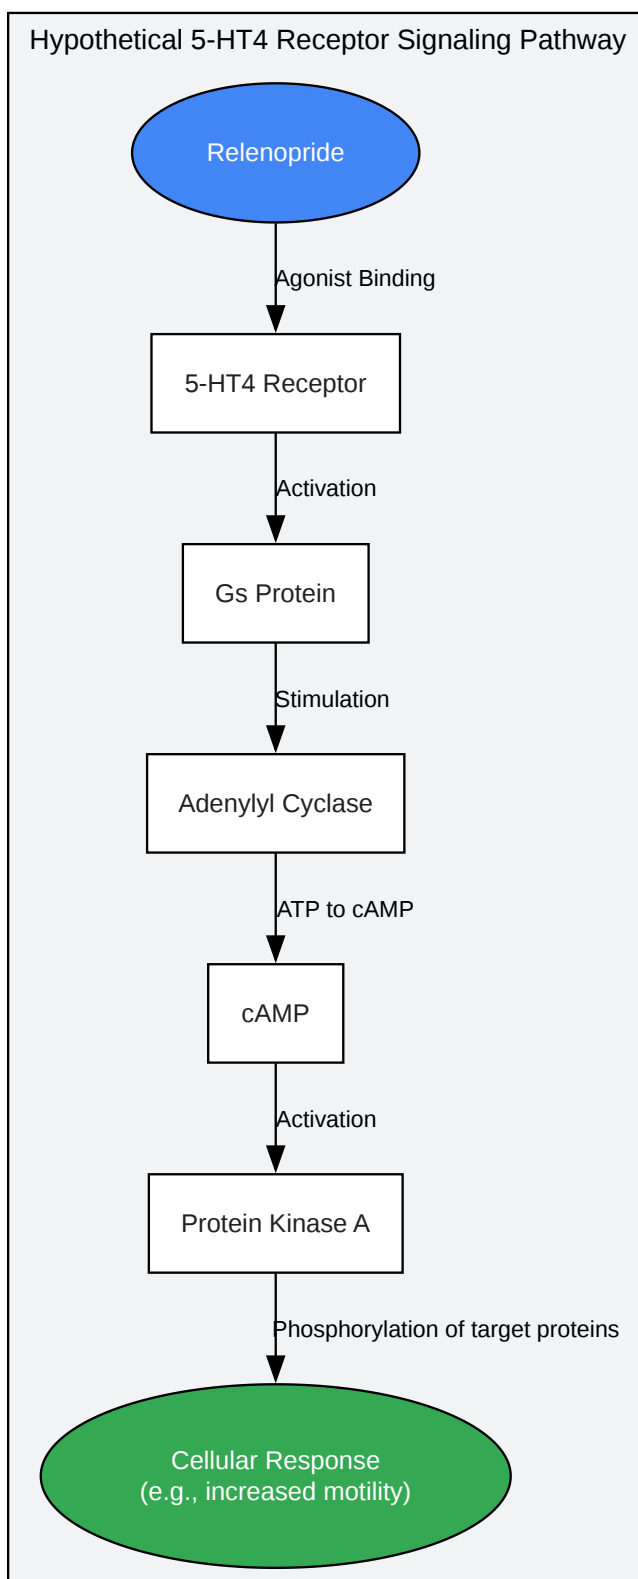 Hypothetical 5-HT4 Receptor Signaling Pathway
Relenopride
Agonist Binding
5-HT4 Receptor
Activation
Gs Protein
Stimulation
Adenylyl Cyclase
ATP to cAMP
cAMP
Activation
Protein Kinase A
Phosphorylation of target proteins
Cellular Response
(e.g., increased motility)